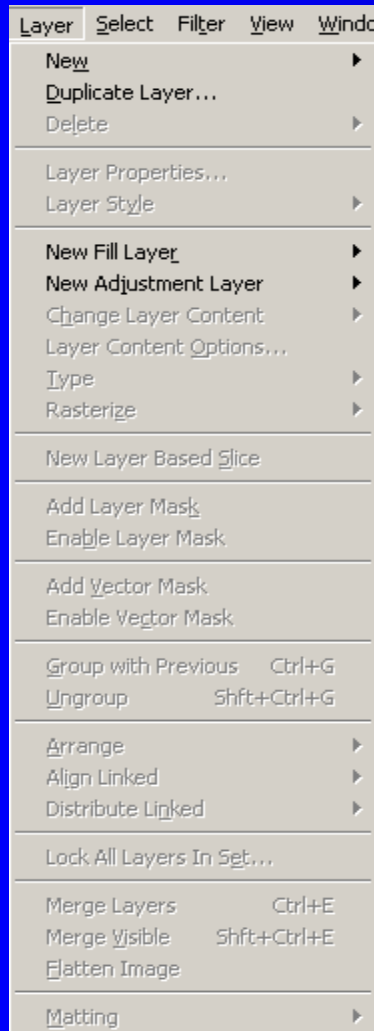 Layer Select Filter View
New
Duplicate Layer...
Delete
Layer Properties...
Layer Style
New Fill Layer
New Adjustment Layer
Change Layer Content
Layer Content Options...
Type
Rasterize
New Layer Based Slice
Add Layer Mask
Enable Layer Mask
Add Vector Mask
Enable Vector Mask
Group with Previous Ctrl+G
Ungroup Shft+Ctrl+G
Arrange
Align Linked
Distribute Linked
Lock All Layers In Set...
Merge Layers Ctrl+E
Merge Visible Shft+Ctrl+E
Flatten Image
Matting